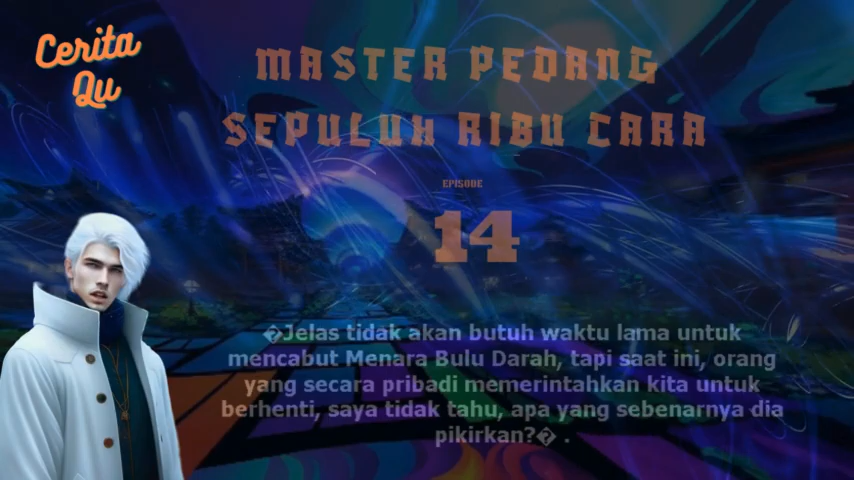 Cerita
Qu
MASTER PEDANG
SEPULUH RIBU CARA
EPISODE
14
�Jelas tidak akan butuh waktu lama untuk
mencabut Menara Bulu Darah, tapi saat ini, orang
yang secara pribadi memerintahkan kita untuk
berhenti, saya tidak tahu, apa yang sebenarnya dia
pikirkan?� .